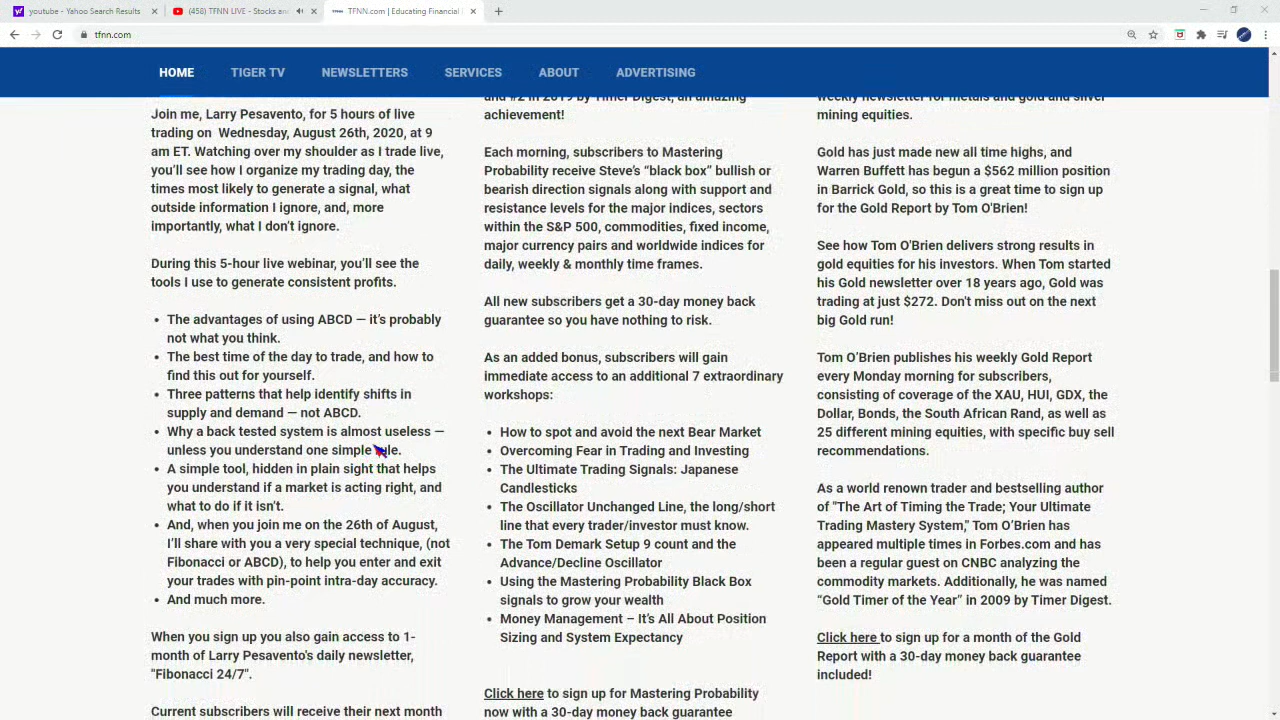 youtube - Yahoo Search Results
(458) TFNN LIVE - Stocks an
TFNN.com | Educating Financial
tfnn.com
HOME
TIGER TV
NEWSLETTERS
SERVICES
ABOUT
ADVERTISING
Join me, Larry Pesavento, for 5 hours of live
trading on Wednesday, August 26th, 2020, at 9
am ET. Watching over my shoulder as I trade live,
you'll see how I organize my trading day, the
times most likely to generate a signal, what
outside information I ignore, and, more
importantly, what I don't ignore.
During this 5-hour live webinar, you'll see the
tools I use to generate consistent profits.
• The advantages of using ABCD — it's probably
not what you think.
• The best time of the day to trade, and how to
find this out for yourself.
• Three patterns that help identify shifts in
supply and demand — not ABCD.
• Why a back tested system is almost useless —
unless you understand one simple rule.
• A simple tool, hidden in plain sight that helps
you understand if a market is acting right, and
what to do if it isn't.
• And, when you join me on the 26th of August,
I'll share with you a very special technique, (not
Fibonacci or ABCD), to help you enter and exit
your trades with pin-point intra-day accuracy.
• And much more.
When you sign up you also gain access to 1-
month of Larry Pesavento's daily newsletter,
"Fibonacci 24/7".
Current subscribers will receive their next month
and #2 in 2019 by Timer Digest, an amazing
achievement!
Each morning, subscribers to Mastering
Probability receive Steve's “black box” bullish or
bearish direction signals along with support and
resistance levels for the major indices, sectors
within the S&P 500, commodities, fixed income,
major currency pairs and worldwide indices for
daily, weekly & monthly time frames.
All new subscribers get a 30-day money back
guarantee so you have nothing to risk.
As an added bonus, subscribers will gain
immediate access to an additional 7 extraordinary
workshops:
• How to spot and avoid the next Bear Market
• Overcoming Fear in Trading and Investing
• The Ultimate Trading Signals: Japanese
Candlesticks
• The Oscillator Unchanged Line, the long/short
line that every trader/investor must know.
• The Tom Demark Setup 9 count and the
Advance/Decline Oscillator
• Using the Mastering Probability Black Box
signals to grow your wealth
• Money Management – It's All About Position
Sizing and System Expectancy
Click here to sign up for Mastering Probability
now with a 30-day money back guarantee
weekly newsletter for metals and gold and silver
mining equities.
Gold has just made new all time highs, and
Warren Buffett has begun a $562 million position
in Barrick Gold, so this is a great time to sign up
for the Gold Report by Tom O'Brien!
See how Tom O'Brien delivers strong results in
gold equities for his investors. When Tom started
his Gold newsletter over 18 years ago, Gold was
trading at just $272. Don't miss out on the next
big Gold run!
Tom O'Brien publishes his weekly Gold Report
every Monday morning for subscribers,
consisting of coverage of the XAU, HUI, GDX, the
Dollar, Bonds, the South African Rand, as well as
25 different mining equities, with specific buy sell
recommendations.
As a world renown trader and bestselling author
of "The Art of Timing the Trade; Your Ultimate
Trading Mastery System,” Tom O'Brien has
appeared multiple times in Forbes.com and has
been a regular guest on CNBC analyzing the
commodity markets. Additionally, he was named
“Gold Timer of the Year” in 2009 by Timer Digest.
Click here to sign up for a month of the Gold
Report with a 30-day money back guarantee
included!